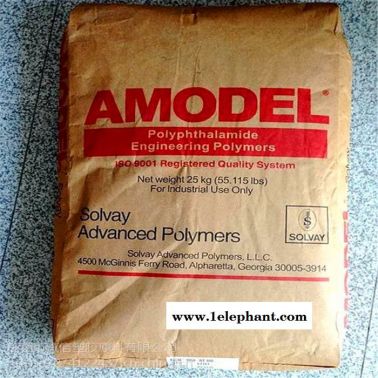 AMODEL®
Polyphthalamide
Engineering Polymers
ISO 9001 Registered Quality System
Net weight 25 kg (55.115 lbs)
For Industrial Use Only
Solvay
Advanced Polymers
SOLVAY
Solvay Advanced Polymers, L.L.C.
4500 McGinnis Ferry Road, Alpharetta, Georgia 30005-3914
AMODEL
www.1elephant.com